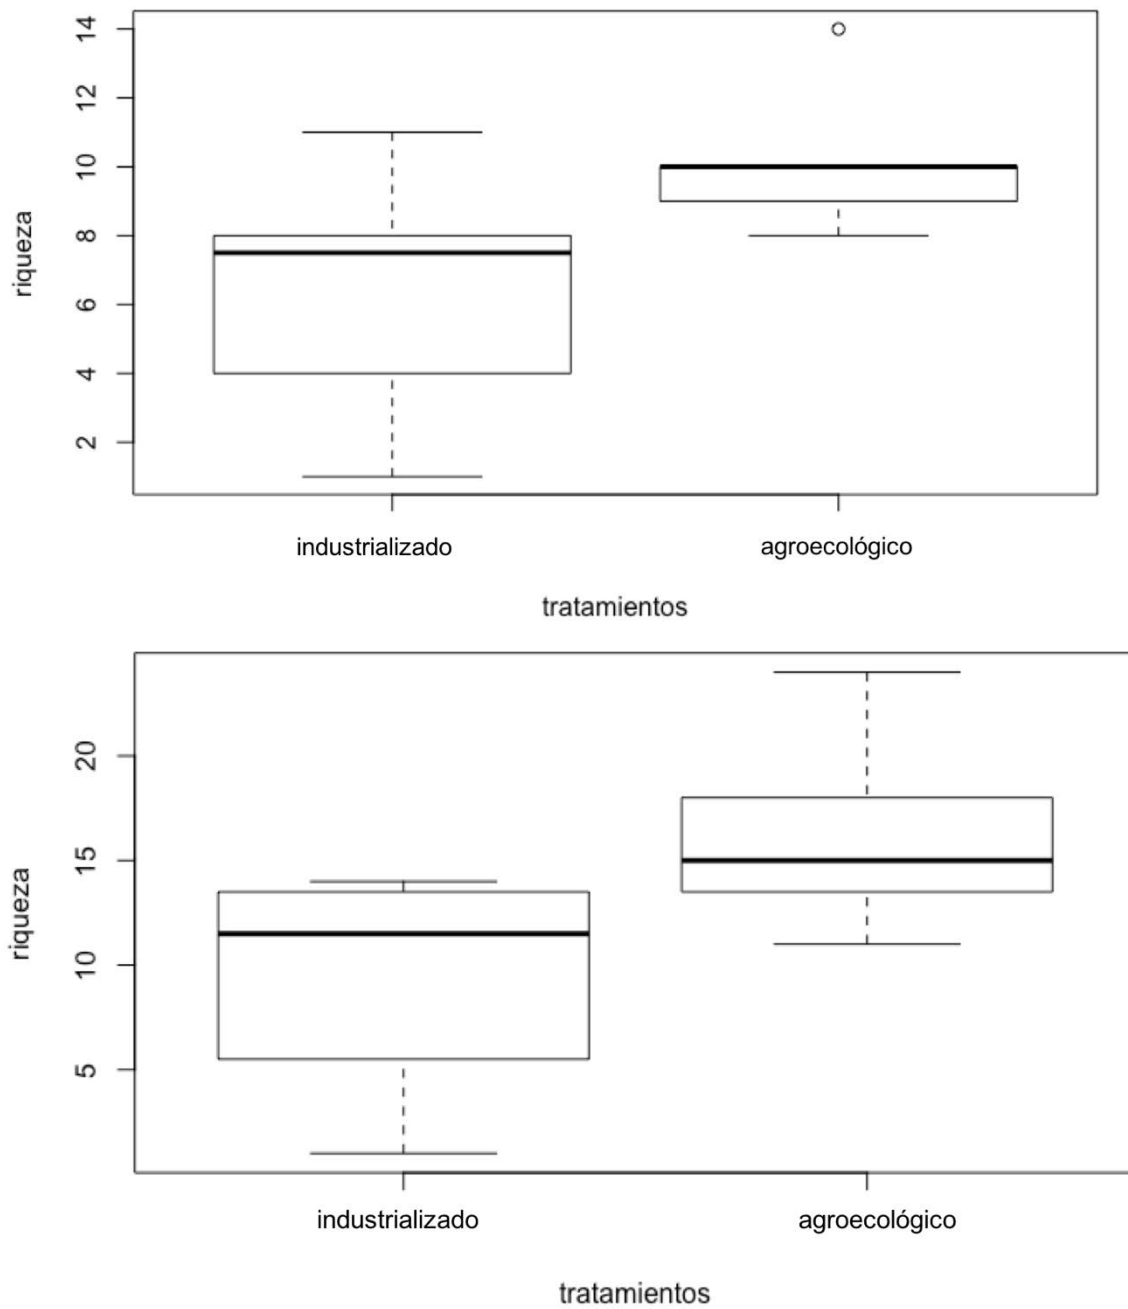 14
12
10
8
6
4
2
riqueza
industrializado agroecológico
tratamientos
20
15
10
5
riqueza
industrializado agroecológico
tratamientos